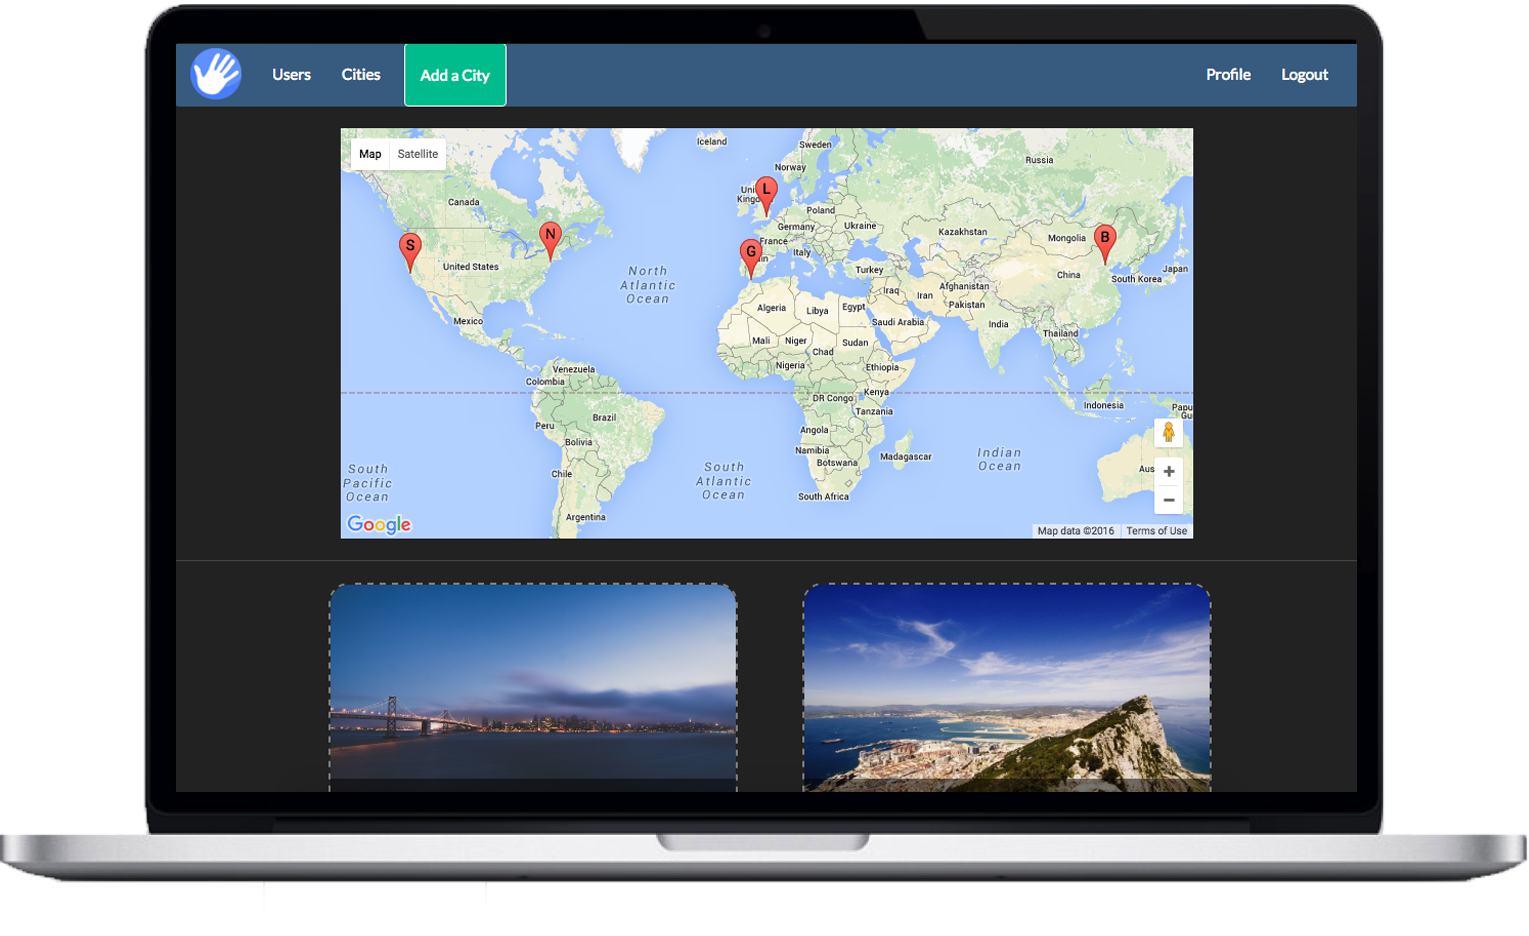 Users
Cities
Add a City
Profile
Logout
Map
Satellite
Iceland
Sweden
Norway
Russia
Canada
Poland
Germany
Ukraine
Kazakhstan
Mongolia
France
Italy
United States
Turkey
China
Japan
South Korea
North
Atlantic
Ocean
Iraq
Iran
Afghanistan
Pakistan
Mexico
Algeria
Libya
Egypt
Saudi Arabia
India
Thailand
Mali
Niger
Chad
Sudan
Venezuela
Colombia
Nigeria
Ethiopia
DR Congo
Kenya
Indonesia
Papu
Gu
Tanzania
Brazil
Peru
Angola
Bolivia
Namibia
Botswana
Madagascar
Indian
Ocean
South
Pacific
Ocean
South
Atlantic
Ocean
Chile
South Africa
Aus
Argentina
Google
Map data ©2016
Terms of Use
S
N
L
G
B
Uni
Kingd
in
+
−